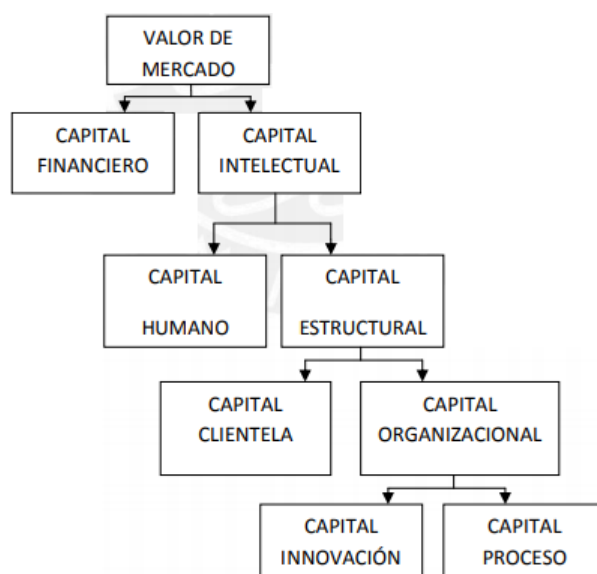 VALOR DE
MERCADO
CAPITAL
FINANCIERO
CAPITAL
INTELECTUAL
CAPITAL
HUMANO
CAPITAL
ESTRUCTURAL
CAPITAL
CLIENTELA
CAPITAL
ORGANIZACIONAL
CAPITAL
INNOVACIÓN
CAPITAL
PROCESO